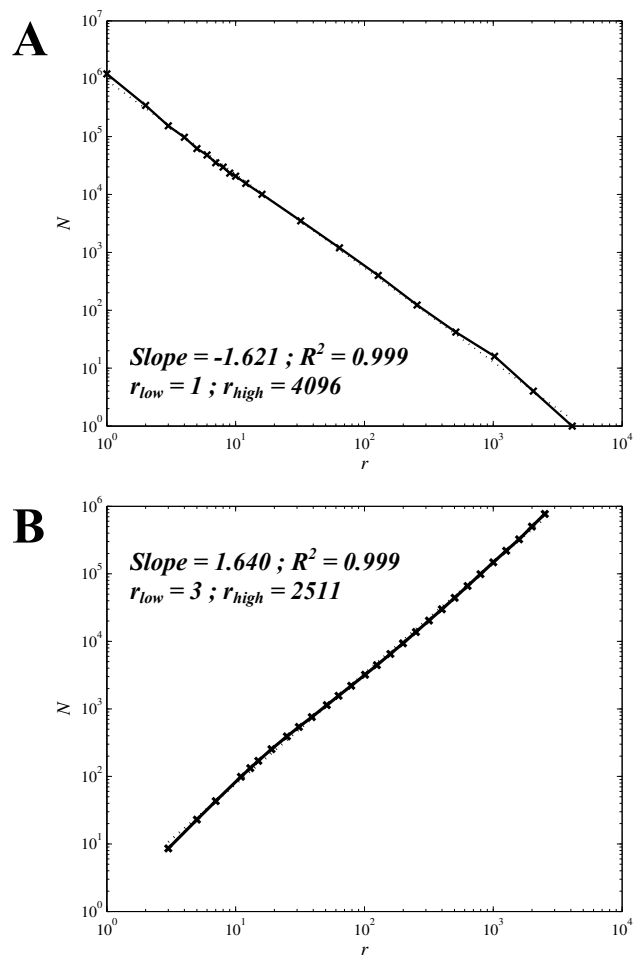 A
10^7
10^6
10^5
10^4
10^3
10^2
10^1
10^0
N
Slope = -1.621 ; R^2 = 0.999
r_low = 1 ; r_high = 4096
10^0 10^1 10^2 10^3 10^4
r
B
10^6
10^5
10^4
10^3
10^2
10^1
10^0
N
Slope = 1.640 ; R^2 = 0.999
r_low = 3 ; r_high = 2511
10^0 10^1 10^2 10^3 10^4
r